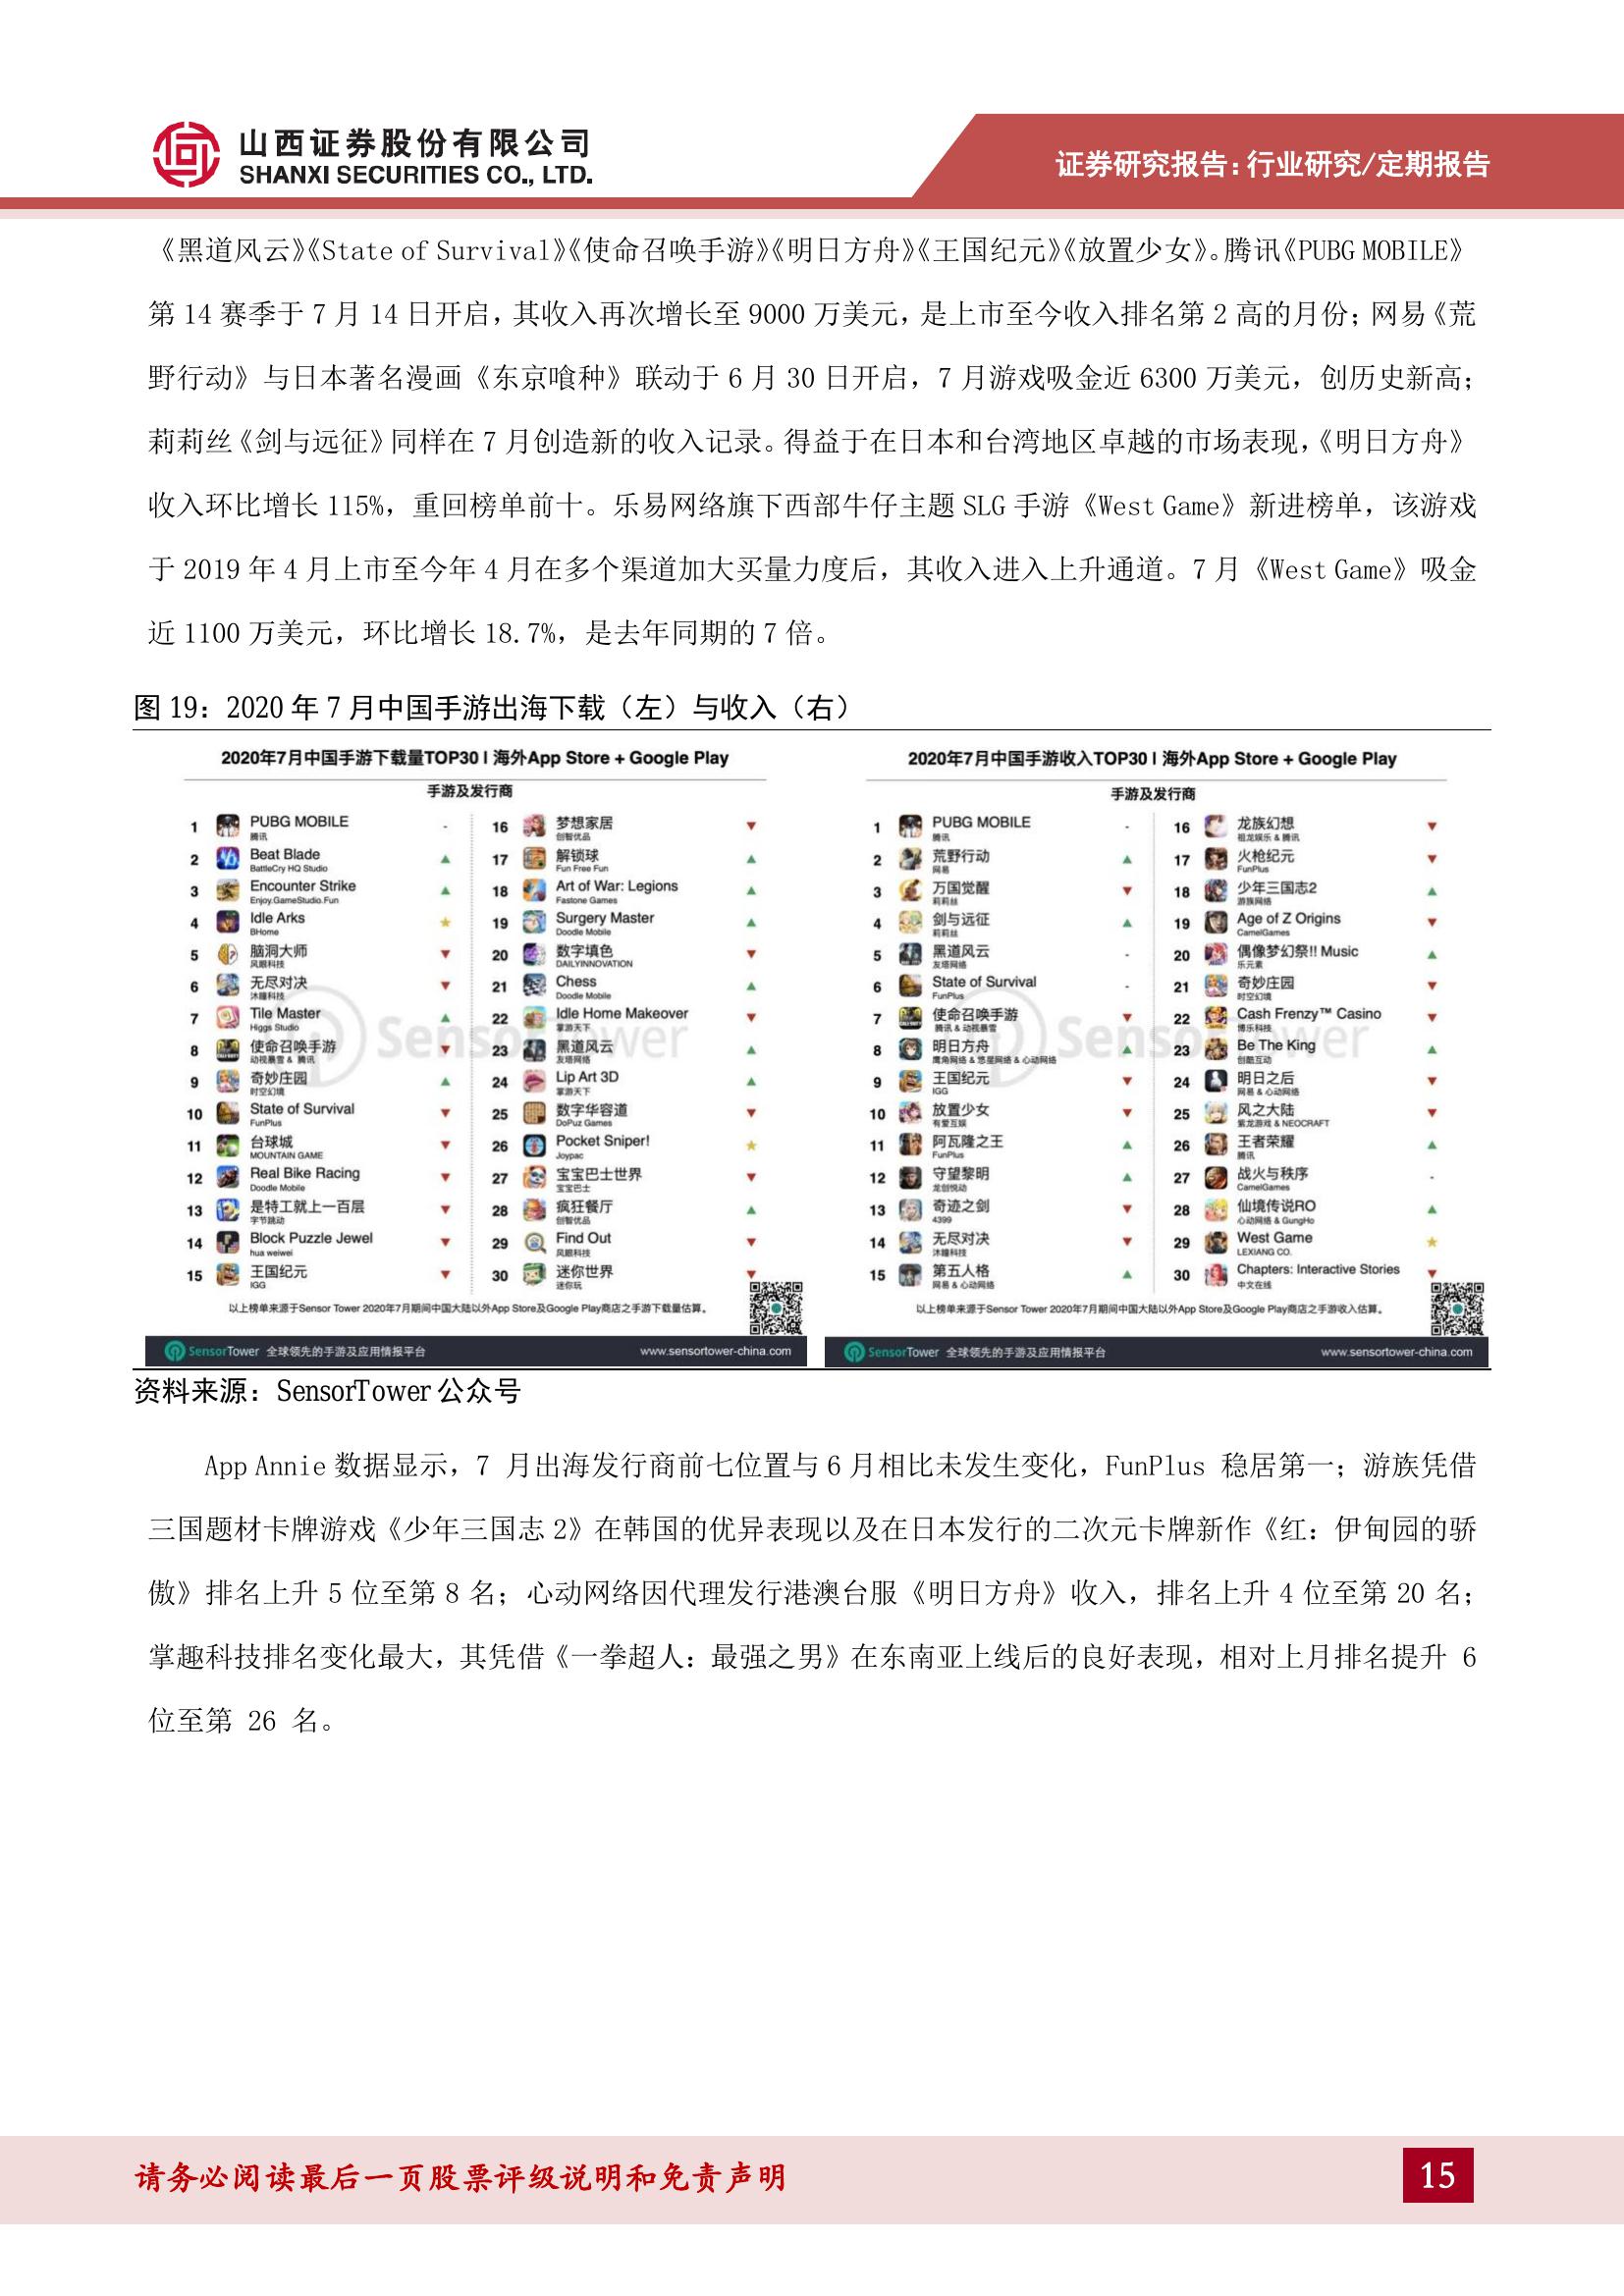 山西证券股份有限公司
SHANXI SECURITIES CO., LTD.
证券研究报告：行业研究/定期报告
《黑道风云》《State of Survival》《使命召唤手游》《明日方舟》《王国纪元》《放置少女》。腾讯《PUBG MOBILE》
第 14 赛季于 7 月 14 日开启，其收入再次增长至 9000 万美元，是上市至今收入排名第 2 高的月份；网易《荒
野行动》与日本著名漫画《东京喰种》联动于 6 月 30 日开启，7 月游戏吸金近 6300 万美元，创历史新高；
莉莉丝《剑与远征》同样在 7 月创造新的收入记录。得益于在日本和台湾地区卓越的市场表现，《明日方舟》
收入环比增长 115%，重回榜单前十。乐易网络旗下西部牛仔主题 SLG 手游《West Game》新进榜单，该游戏
于 2019 年 4 月上市至今年 4 月在多个渠道加大买量力度后，其收入进入上升通道。7 月《West Game》吸金
近 1100 万美元，环比增长 18.7%，是去年同期的 7 倍。
图 19：2020 年 7 月中国手游出海下载（左）与收入（右）
2020年7月中国手游下载量TOP30 | 海外App Store + Google Play
手游及发行商
1 PUBG MOBILE -
腾讯
2 Beat Blade ▲
BattleCry HQ Studio
3 Encounter Strike ▲
Enjoy.GameStudio.Fun
4 Idle Arks ★
BHome
5 脑洞大师 ▼
风眼科技
6 无尽对决 ▼
沐瞳科技
7 Tile Master ▲
Higgs Studio
8 使命召唤手游 ▼
动视暴雪 & 腾讯
9 奇妙庄园 ▲
时空幻境
10 State of Survival ▼
FunPlus
11 台球城 ▼
MOUNTAIN GAME
12 Real Bike Racing ▼
Doodle Mobile
13 是特工就上一百层 ▼
字节跳动
14 Block Puzzle Jewel ▼
hua weiwei
15 王国纪元 ▼
IGG
16 梦想家居 ▼
创智优品
17 解锁球 ▲
Fun Free Fun
18 Art of War: Legions ▲
Fastone Games
19 Surgery Master ▲
Doodle Mobile
20 数字填色 ▼
DAILYINNOVATION
21 Chess ▲
Doodle Mobile
22 Idle Home Makeover ▼
掌游天下
23 黑道风云 ▲
友塔网络
24 Lip Art 3D ▲
掌游天下
25 数字华容道 ▼
DoPuz Games
26 Pocket Sniper! ★
Joypac
27 宝宝巴士世界 ▼
宝宝巴士
28 疯狂餐厅 ▲
创智优品
29 Find Out ▼
风眼科技
30 迷你世界 ▼
迷你玩
以上榜单来源于Sensor Tower 2020年7月期间中国大陆以外App Store及Google Play商店之手游下载量估算。
SensorTower
SensorTower 全球领先的手游及应用情报平台
www.sensortower-china.com
2020年7月中国手游收入TOP30 | 海外App Store + Google Play
手游及发行商
1 PUBG MOBILE -
腾讯
2 荒野行动 ▲
网易
3 万国觉醒 ▼
莉莉丝
4 剑与远征 ▲
莉莉丝
5 黑道风云 -
友塔网络
6 State of Survival -
FunPlus
7 使命召唤手游 ▼
腾讯 & 动视暴雪
8 明日方舟 ▲
鹰角网络 & 悠星网络 & 心动网络
9 王国纪元 ▼
IGG
10 放置少女 ▼
有爱互娱
11 阿瓦隆之王 ▲
FunPlus
12 守望黎明 ▲
龙创悦动
13 奇迹之剑 ▼
4399
14 无尽对决 ▼
沐瞳科技
15 第五人格 ▲
网易 & 心动网络
16 龙族幻想 ▼
祖龙娱乐 & 腾讯
17 火枪纪元 ▼
FunPlus
18 少年三国志2 ▲
游族网络
19 Age of Z Origins ▼
CamelGames
20 偶像梦幻祭!! Music ▲
乐元素
21 奇妙庄园 ▼
时空幻境
22 Cash Frenzy™ Casino ▼
博乐科技
23 Be The King ▲
创酷互动
24 明日之后 ▼
网易 & 心动网络
25 风之大陆 ▼
紫龙游戏 & NEOCRAFT
26 王者荣耀 ▲
腾讯
27 战火与秩序 -
CamelGames
28 仙境传说RO ▲
心动网络 & GungHo
29 West Game ★
LEXIANG CO.
30 Chapters: Interactive Stories ▼
中文在线
以上榜单来源于Sensor Tower 2020年7月期间中国大陆以外App Store及Google Play商店之手游收入估算。
SensorTower
SensorTower 全球领先的手游及应用情报平台
www.sensortower-china.com
资料来源：SensorTower 公众号
App Annie 数据显示，7 月出海发行商前七位置与 6 月相比未发生变化，FunPlus 稳居第一；游族凭借
三国题材卡牌游戏《少年三国志 2》在韩国的优异表现以及在日本发行的二次元卡牌新作《红：伊甸园的骄
傲》排名上升 5 位至第 8 名；心动网络因代理发行港澳台服《明日方舟》收入，排名上升 4 位至第 20 名；
掌趣科技排名变化最大，其凭借《一拳超人：最强之男》在东南亚上线后的良好表现，相对上月排名提升 6
位至第 26 名。
请务必阅读最后一页股票评级说明和免责声明
15